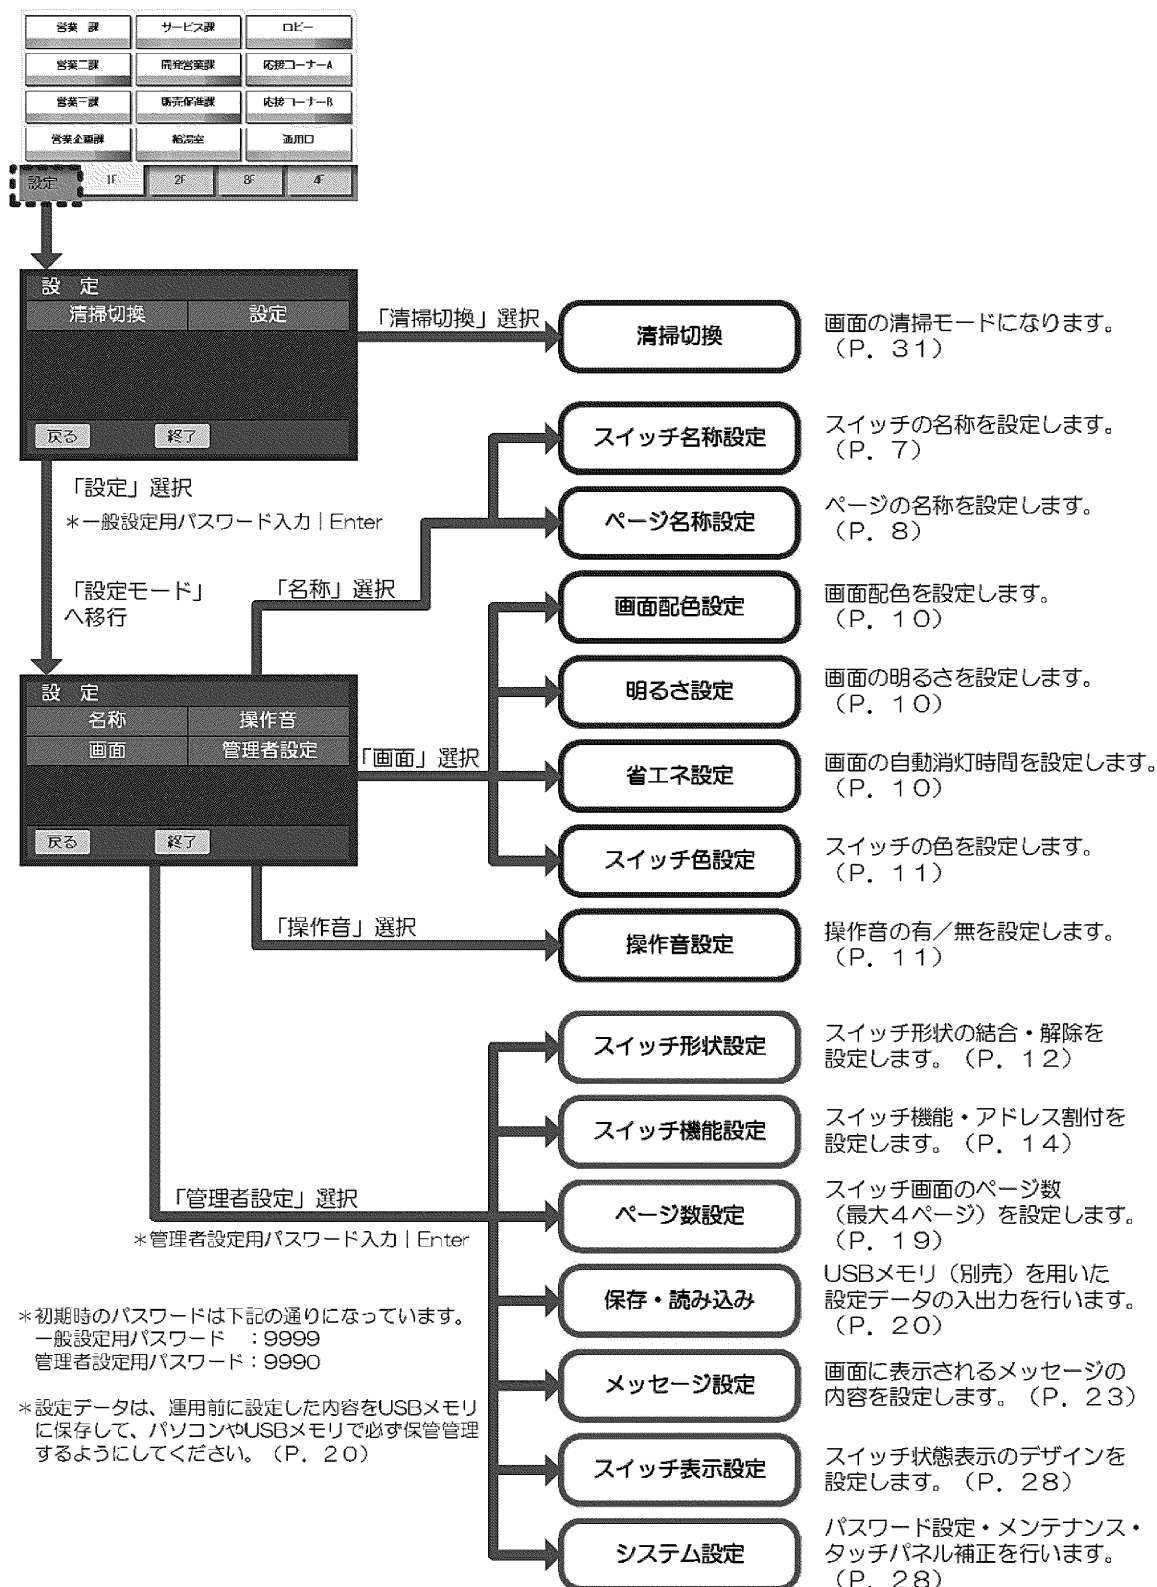 営業 課
サービス課
ロビー
営業二課
開発営業課
応接コーナーA
営業三課
販売促進課
応接コーナーB
営業企画課
給湯室
通用口
設定
1F
2F
3F
4F
設 定
清掃切換
設定
戻る
終了
「清掃切換」選択
清掃切換
画面の清掃モードになります。
（P. 31）
スイッチ名称設定
スイッチの名称を設定します。
（P. 7）
「設定」選択
＊一般設定用パスワード入力｜Enter
ページ名称設定
ページの名称を設定します。
（P. 8）
「設定モード」
へ移行
「名称」選択
画面配色設定
画面配色を設定します。
（P. 10）
設 定
名称
操作音
画面
管理者設定
戻る
終了
明るさ設定
画面の明るさを設定します。
（P. 10）
「画面」選択
省エネ設定
画面の自動消灯時間を設定します。
（P. 10）
スイッチ色設定
スイッチの色を設定します。
（P. 11）
「操作音」選択
操作音設定
操作音の有／無を設定します。
（P. 11）
スイッチ形状設定
スイッチ形状の結合・解除を
設定します。（P. 12）
スイッチ機能設定
スイッチ機能・アドレス割付を
設定します。（P. 14）
「管理者設定」選択
＊管理者設定用パスワード入力｜Enter
ページ数設定
スイッチ画面のページ数
（最大4ページ）を設定します。
（P. 19）
保存・読み込み
USBメモリ（別売）を用いた
設定データの入出力を行います。
（P. 20）
＊初期時のパスワードは下記の通りになっています。
一般設定用パスワード ：9999
管理者設定用パスワード：9990
メッセージ設定
画面に表示されるメッセージの
内容を設定します。（P. 23）
＊設定データは、運用前に設定した内容をUSBメモリ
に保存して、パソコンやUSBメモリで必ず保管管理
するようにしてください。（P. 20）
スイッチ表示設定
スイッチ状態表示のデザインを
設定します。（P. 28）
システム設定
パスワード設定・メンテナンス・
タッチパネル補正を行います。
（P. 28）